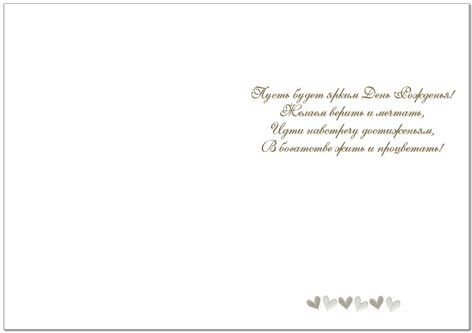 Пусть будет ярким День Рожденья!
Желаем верить и мечтать,
Идти навстречу достиженьям,
В богатстве жить и процветать!